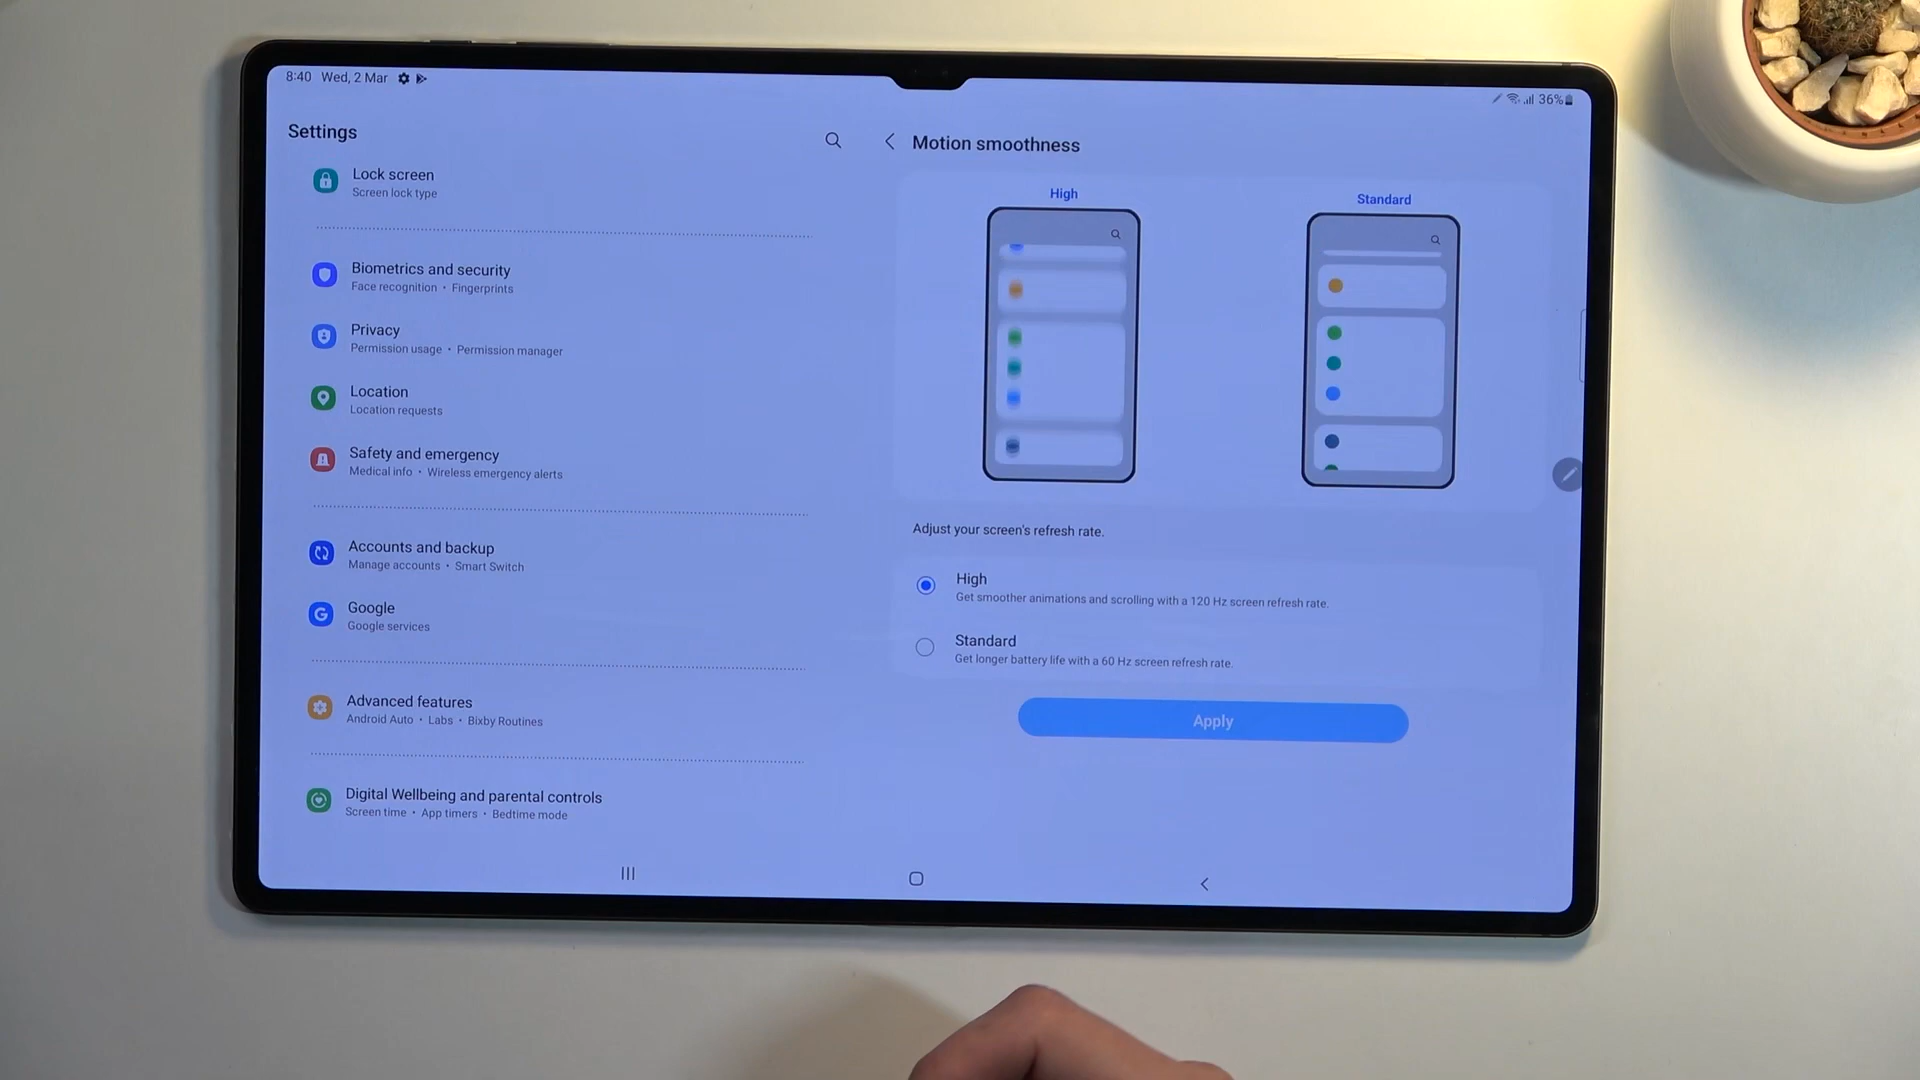 8:40 Wed, 2 Mar
36%
Settings
Lock screen
Screen lock type
Biometrics and security
Face recognition • Fingerprints
Privacy
Permission usage • Permission manager
Location
Location requests
Safety and emergency
Medical info • Wireless emergency alerts
Accounts and backup
Manage accounts • Smart Switch
Google
Google services
Advanced features
Android Auto • Labs • Bixby Routines
Digital Wellbeing and parental controls
Screen time • App timers • Bedtime mode
Motion smoothness
High
Standard
Adjust your screen's refresh rate.
High
Get smoother animations and scrolling with a 120 Hz screen refresh rate.
Standard
Get longer battery life with a 60 Hz screen refresh rate.
Apply